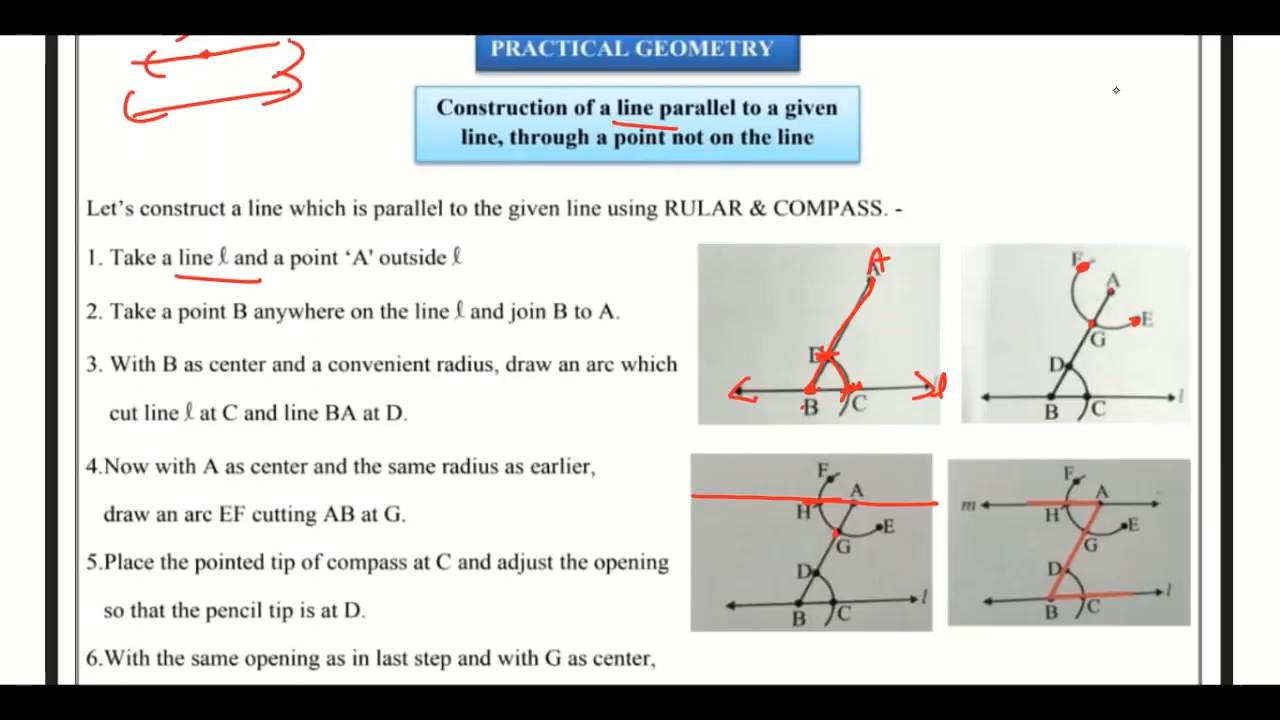 PRACTICAL GEOMETRY
Construction of a line parallel to a given
line, through a point not on the line
Let's construct a line which is parallel to the given line using RULAR & COMPASS. -
1. Take a line ℓ and a point ‘A’ outside ℓ
2. Take a point B anywhere on the line ℓ and join B to A.
3. With B as center and a convenient radius, draw an arc which
cut line ℓ at C and line BA at D.
4.Now with A as center and the same radius as earlier,
draw an arc EF cutting AB at G.
5.Place the pointed tip of compass at C and adjust the opening
so that the pencil tip is at D.
6.With the same opening as in last step and with G as center,
A
B
C
l
F
A
E
G
D
B
C
l
F
A
H
E
G
D
B
C
l
F
A
m
H
E
G
D
B
C
l